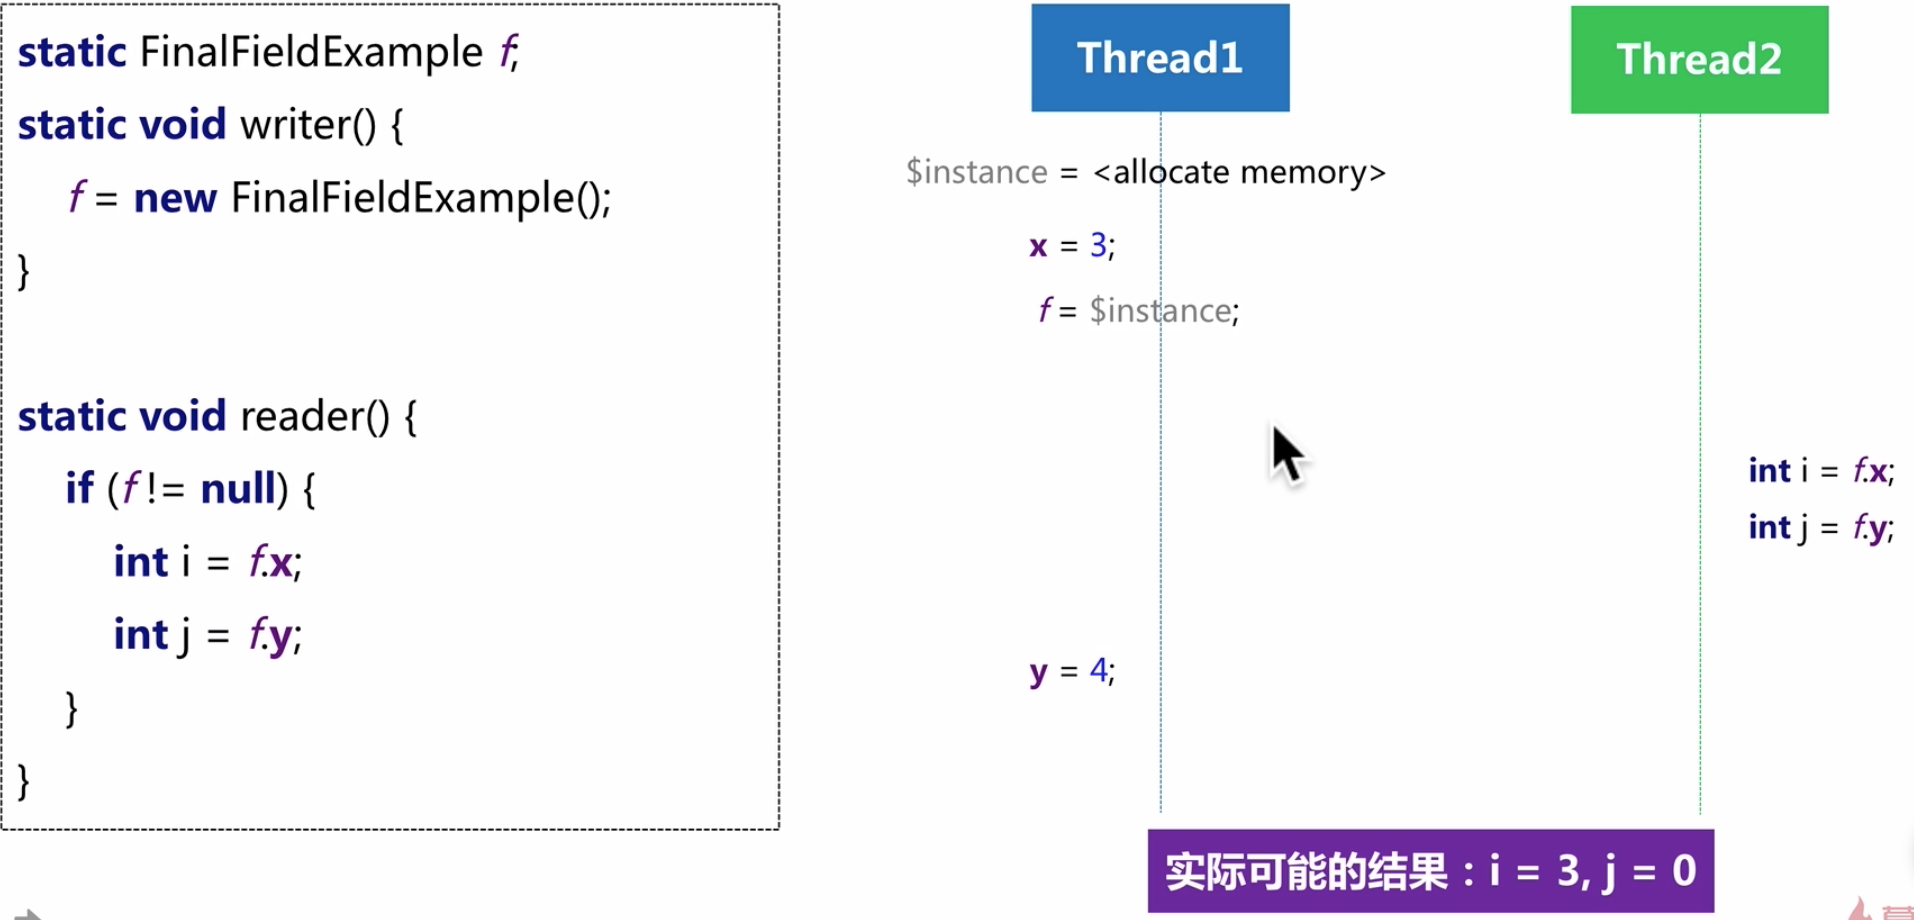 static FinalFieldExample f;
static void writer() {
f = new FinalFieldExample();
}
static void reader() {
if (f != null) {
int i = f.x;
int j = f.y;
}
}
Thread1
Thread2
$instance = <allocate memory>
x = 3;
f = $instance;
int i = f.x;
int j = f.y;
y = 4;
实际可能的结果：i = 3, j = 0